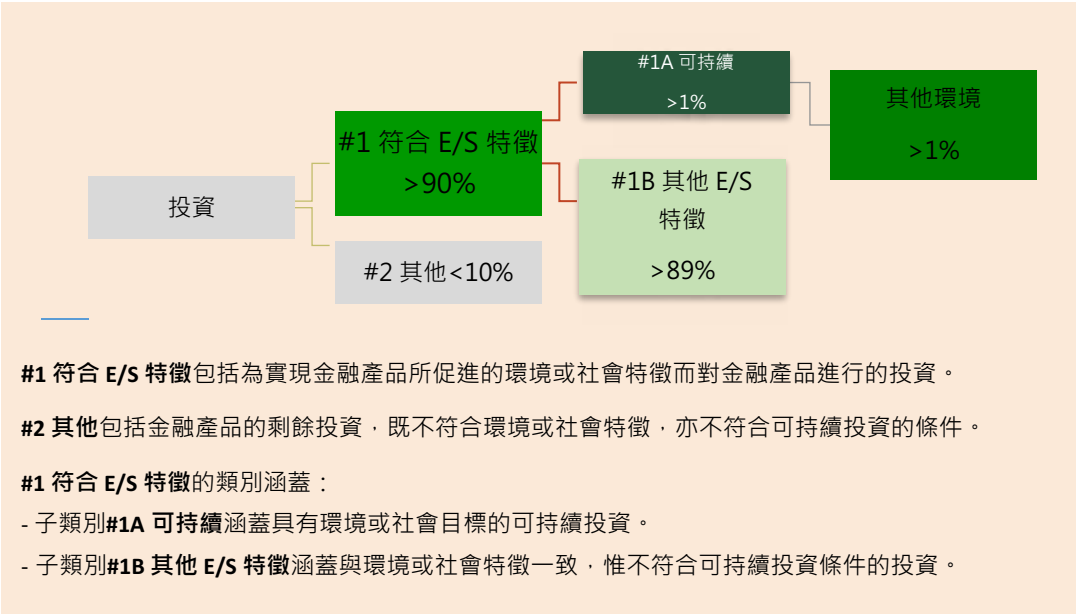 投資
#1 符合 E/S 特徵
>90%
#2 其他<10%
#1A 可持續
>1%
#1B 其他 E/S
特徵
>89%
其他環境
>1%
#1 符合 E/S 特徵包括為實現金融產品所促進的環境或社會特徵而對金融產品進行的投資。
#2 其他包括金融產品的剩餘投資，既不符合環境或社會特徵，亦不符合可持續投資的條件。
#1 符合 E/S 特徵的類別涵蓋：
- 子類別#1A 可持續涵蓋具有環境或社會目標的可持續投資。
- 子類別#1B 其他 E/S 特徵涵蓋與環境或社會特徵一致，惟不符合可持續投資條件的投資。